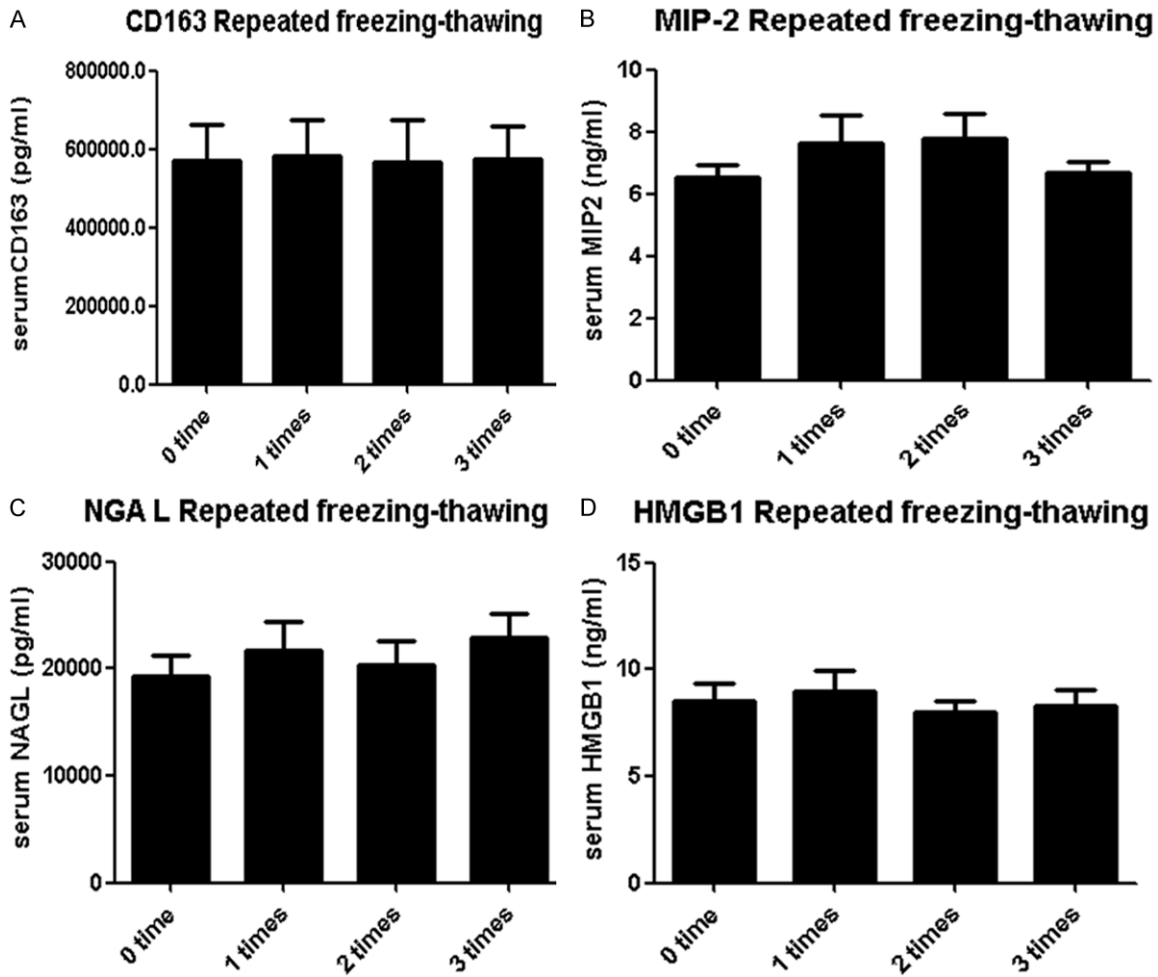 A
CD163 Repeated freezing-thawing
serumCD163 (pg/ml)
800000.0
600000.0
400000.0
200000.0
0.0
0 time
1 times
2 times
3 times
B
MIP-2 Repeated freezing-thawing
serum MIP2 (ng/ml)
10
8
6
4
2
0
0 time
1 times
2 times
3 times
C
NGA L Repeated freezing-thawing
serum NAGL (pg/ml)
30000
20000
10000
0
0 time
1 times
2 times
3 times
D
HMGB1 Repeated freezing-thawing
serum HMGB1 (ng/ml)
15
10
5
0
0 time
1 times
2 times
3 times